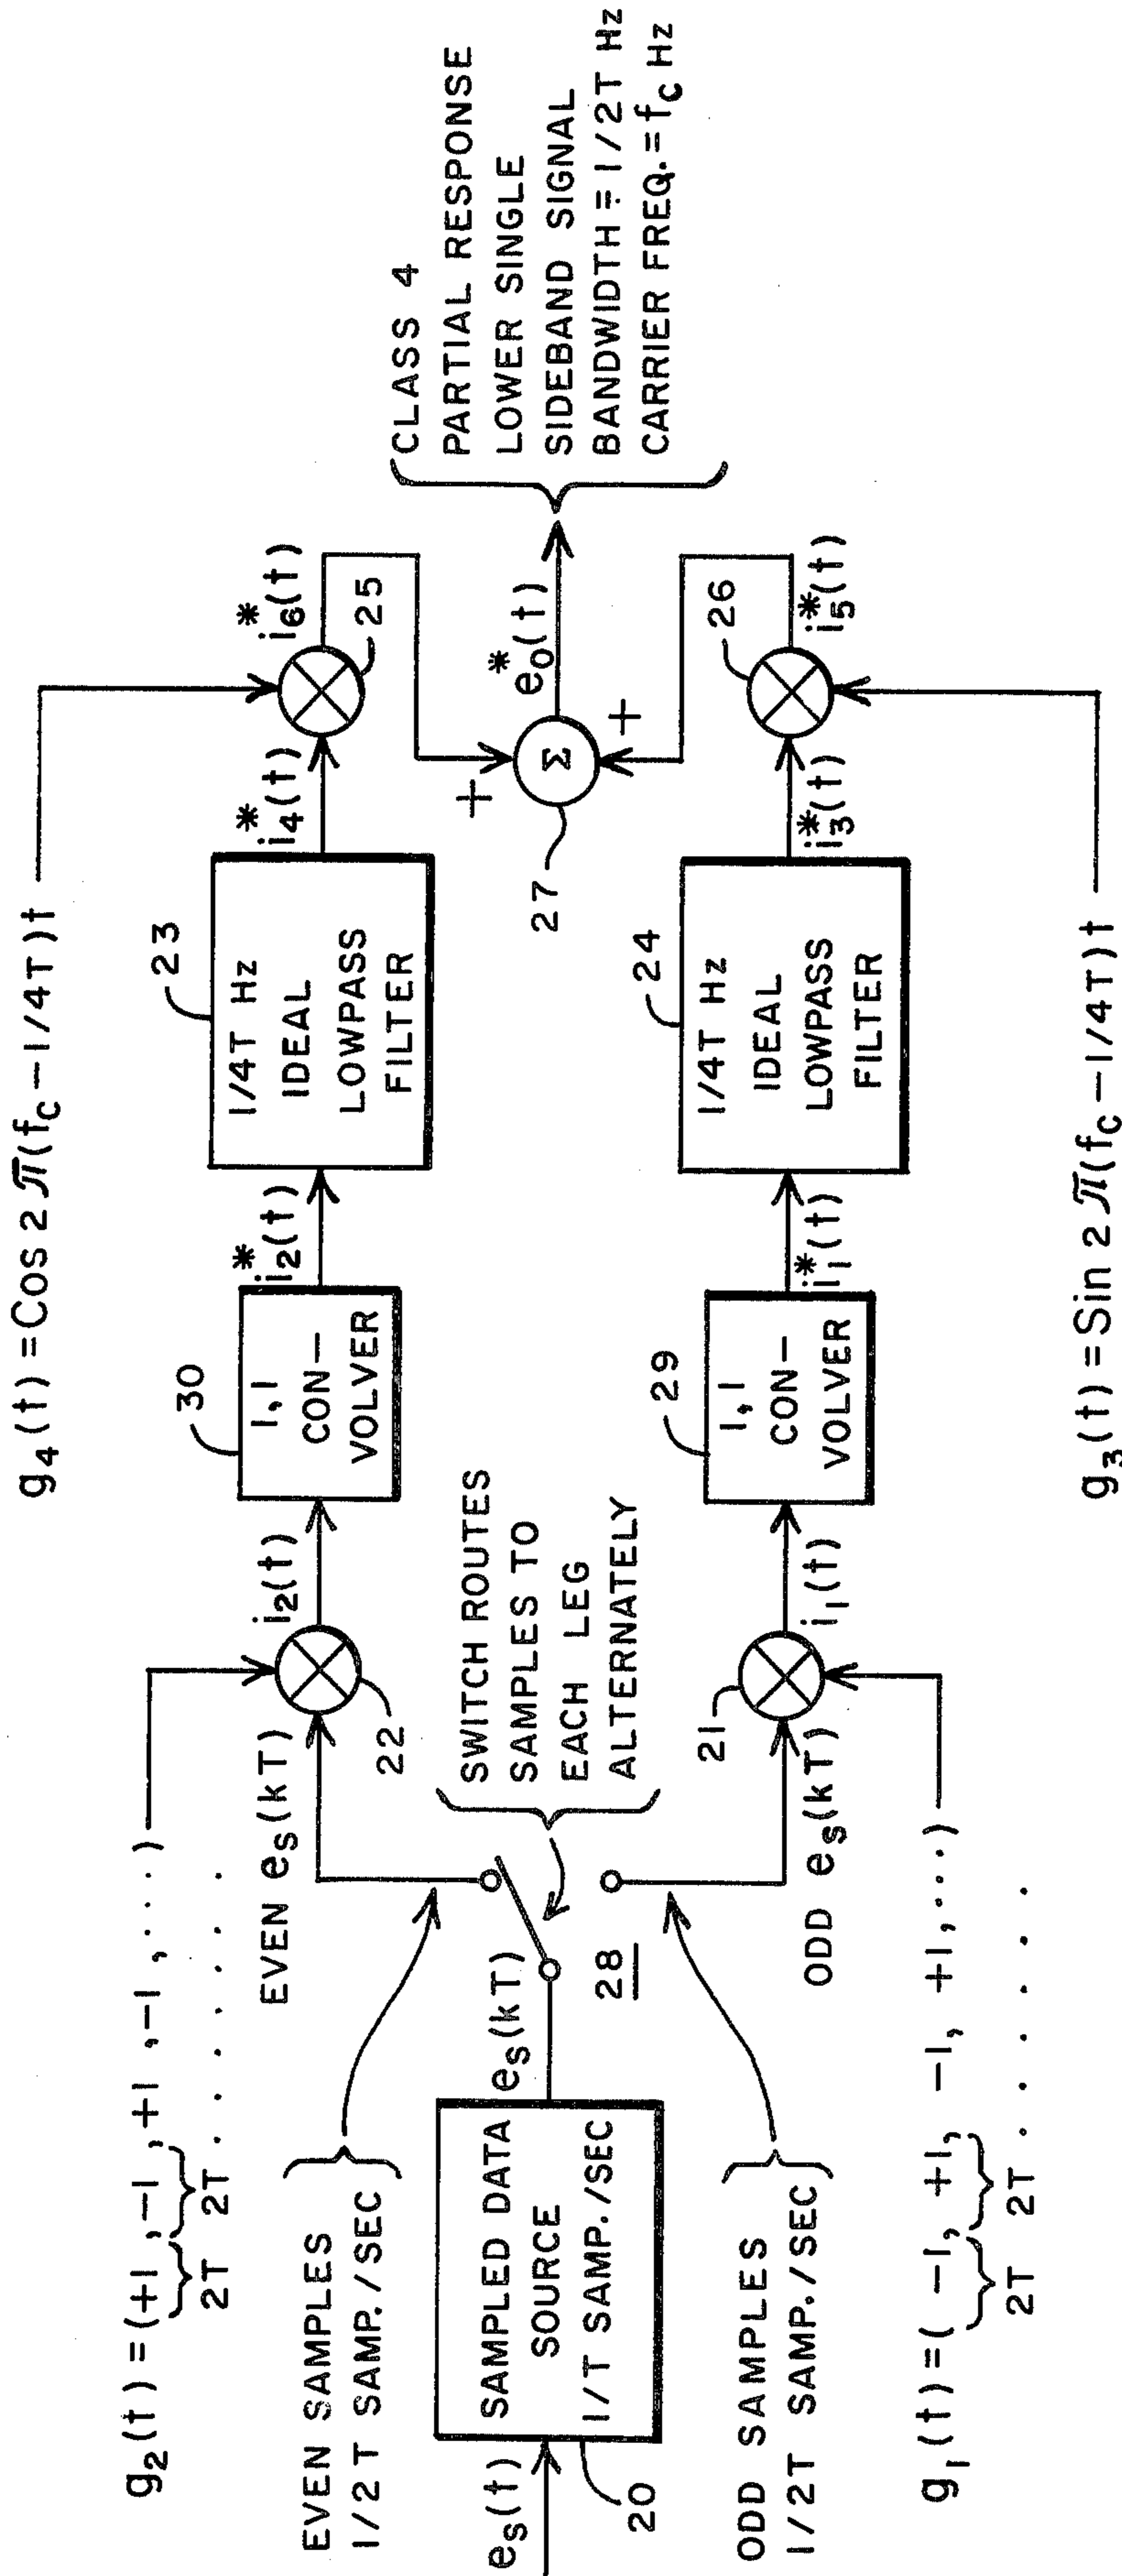 g₄(t) = Cos 2π(f_C − 1/4T)t
g₂(t) = (+1, −1, +1, −1, ....)
2T 2T . . . . . .
EVEN SAMPLES
1/2T SAMP./SEC
EVEN e_S(kT)
22
i₂(t)
30
1, 1
CON−
VOLVER
i₂*(t)
23
1/4T Hz
IDEAL
LOWPASS
FILTER
i₄*(t)
25
i₆*(t)
e_S(t)
20
SAMPLED DATA
SOURCE
1/T SAMP./SEC
e_S(kT)
28
SWITCH ROUTES
SAMPLES TO
EACH LEG
ALTERNATELY
+
Σ
+
27
e₀*(t)
CLASS 4
PARTIAL RESPONSE
LOWER SINGLE
SIDEBAND SIGNAL
BANDWIDTH = 1/2T Hz
CARRIER FREQ. = f_C Hz
ODD SAMPLES
1/2T SAMP./SEC
ODD e_S(kT)
21
i₁(t)
29
1, 1
CON−
VOLVER
i₁*(t)
24
1/4T Hz
IDEAL
LOWPASS
FILTER
i₃*(t)
26
i₅*(t)
g₁(t) = (−1, +1, −1, +1, ....)
2T 2T . . . . .
g₃(t) = Sin 2π(f_C − 1/4T)t